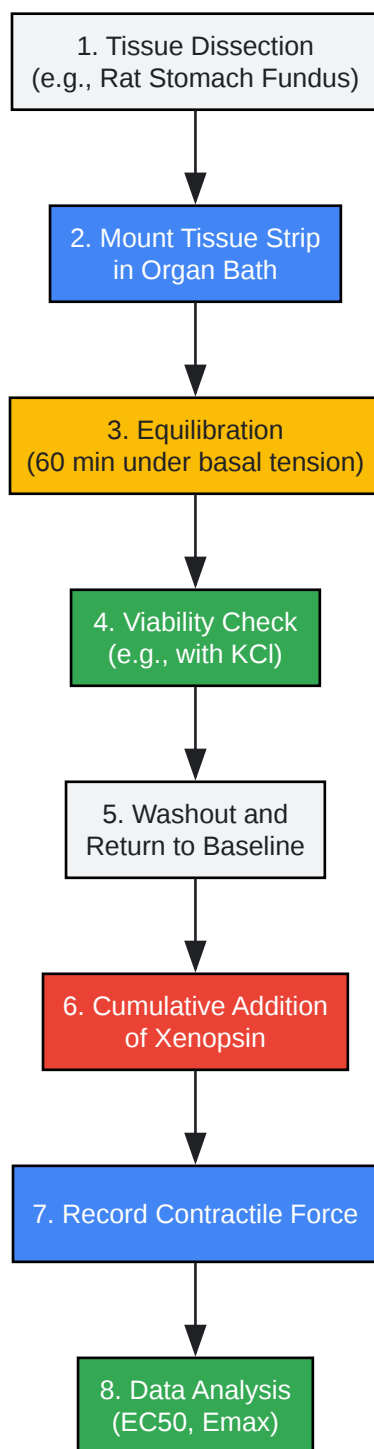 1. Tissue Dissection
(e.g., Rat Stomach Fundus)
2. Mount Tissue Strip
in Organ Bath
3. Equilibration
(60 min under basal tension)
4. Viability Check
(e.g., with KCl)
5. Washout and
Return to Baseline
6. Cumulative Addition
of Xenopsin
7. Record Contractile Force
8. Data Analysis
(EC50, Emax)